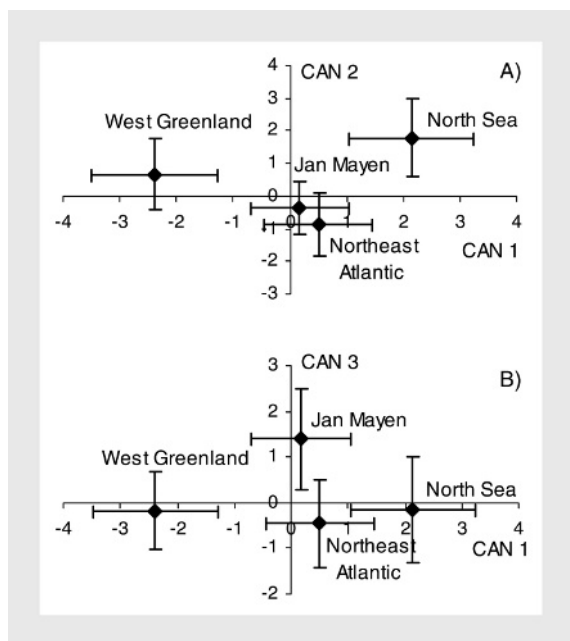 4
CAN 2
A)
3
West Greenland
North Sea
2
1
Jan Mayen
0
-4 -3 -2 -1 0 1 2 3 4
-1
Northeast
Atlantic
CAN 1
-2
-3
3
CAN 3
B)
2
Jan Mayen
1
West Greenland
North Sea
0
-4 -3 -2 -1 0 1 2 3 4
-1
Northeast
Atlantic
CAN 1
-2